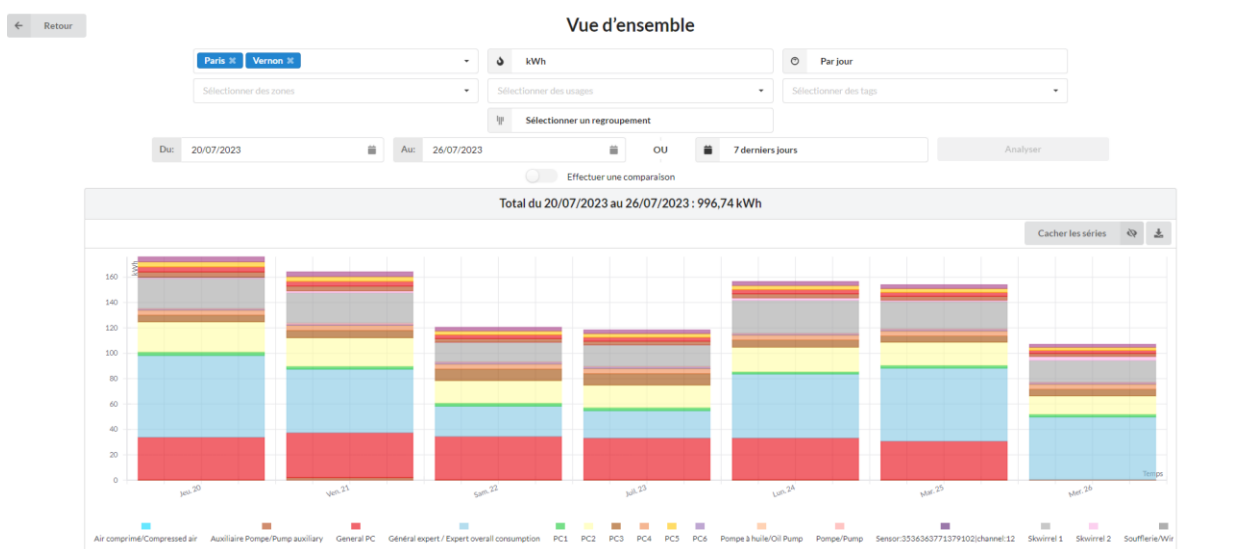 Retour
Vue d'ensemble
Paris Vernon
kWh
Par jour
Sélectionner des zones
Sélectionner des usages
Sélectionner des tags
Sélectionner un regroupement
Du: 20/07/2023
Au: 26/07/2023
OU
7 derniers jours
Analyser
Effectuer une comparaison
Total du 20/07/2023 au 26/07/2023 : 996,74 kWh
Cacher les séries
kWh
160
140
120
100
80
60
40
20
0
Temps
Jeu. 20 Ven. 21 Sam. 22 Juil. 23 Lun. 24 Mar. 25 Mer. 26
Air comprimé/Compressed air Auxiliaire Pompe/Pump auxiliary General PC Général expert / Expert overall consumption PC1 PC2 PC3 PC4 PC5 PC6 Pompe à huile/Oil Pump Pompe/Pump Sensor:3536363771379102|channel:12 Skwirrel 1 Skwirrel 2 Soufflerie/Wir